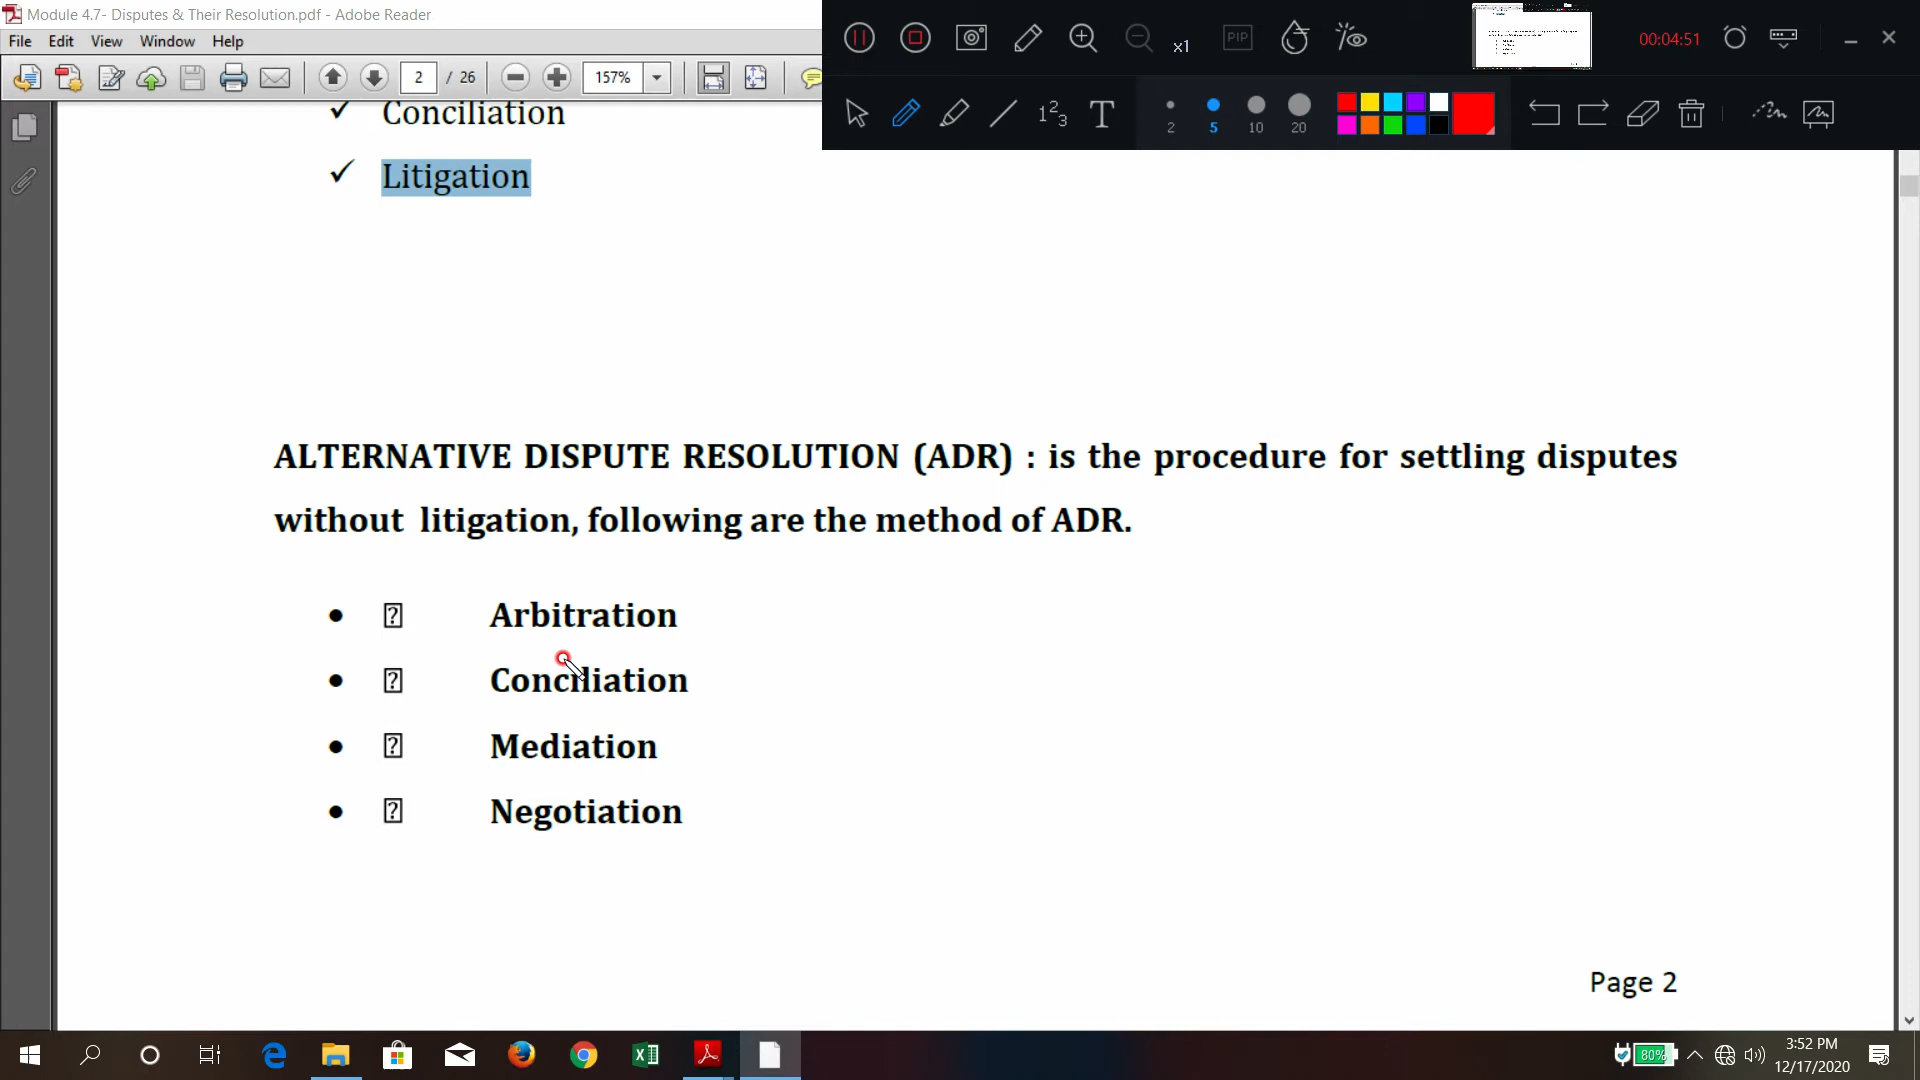 Module 4.7- Disputes & Their Resolution.pdf - Adobe Reader
File Edit View Window Help
2 / 26 157%
x1 PIP 00:04:51
1 2 3 T 2 5 10 20
✓ Conciliation
✓ Litigation
ALTERNATIVE DISPUTE RESOLUTION (ADR) : is the procedure for settling disputes
without litigation, following are the method of ADR.
• Arbitration
• Conciliation
• Mediation
• Negotiation
Page 2
80% 3:52 PM
12/17/2020